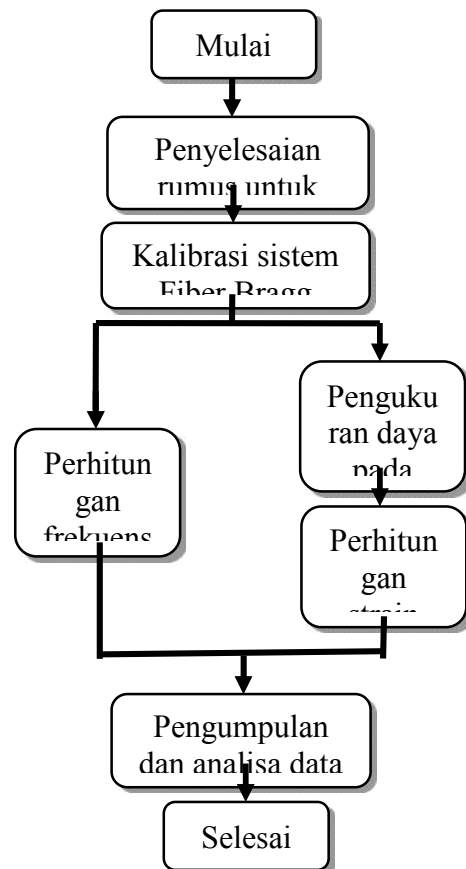 Mulai
Penyelesaian
rumus untuk
Kalibrasi sistem
Fiber Bragg
Penguku
ran daya
pada
Perhitun
gan
frekuens
Perhitun
gan
strain
Pengumpulan
dan analisa data
Selesai